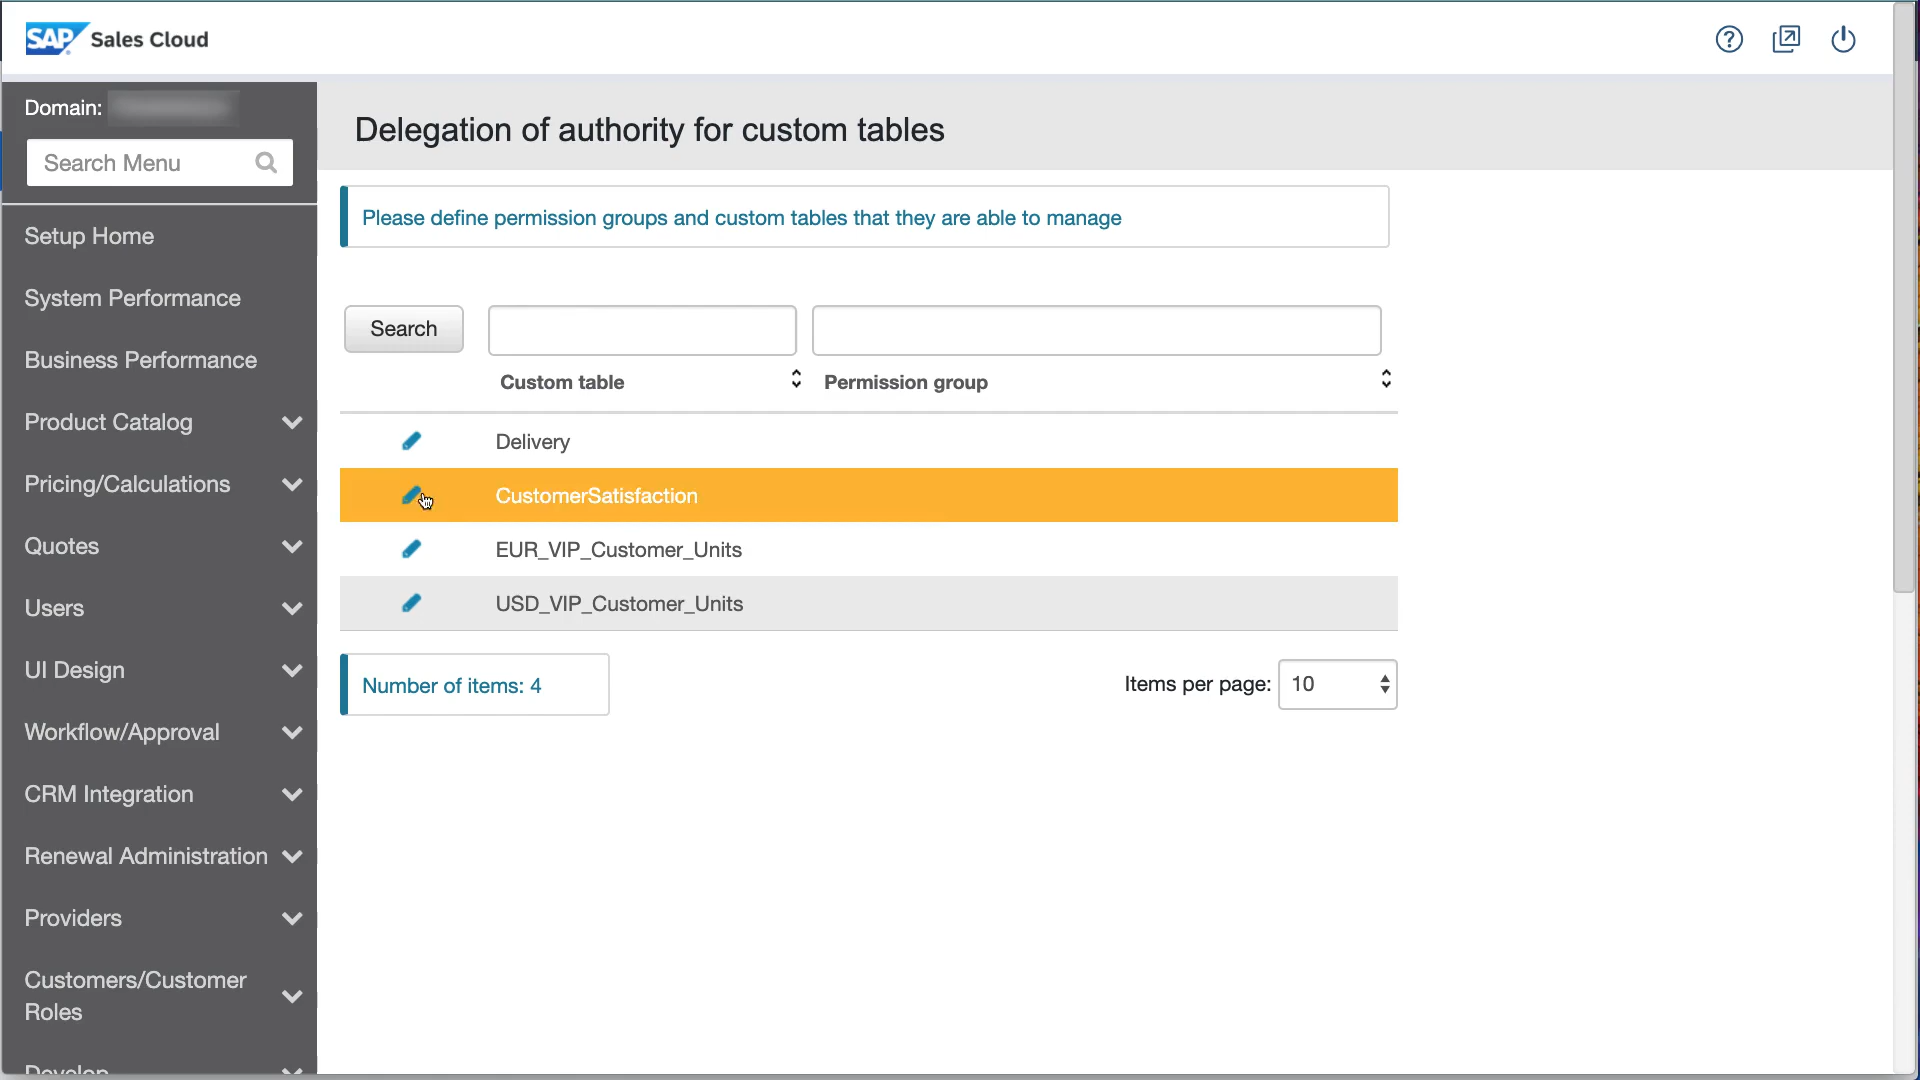 SAP Sales Cloud
Domain:
Search Menu
Setup Home
System Performance
Business Performance
Product Catalog
Pricing/Calculations
Quotes
Users
UI Design
Workflow/Approval
CRM Integration
Renewal Administration
Providers
Customers/Customer
Roles
Develop
Delegation of authority for custom tables
Please define permission groups and custom tables that they are able to manage
Search
Custom table Permission group
Delivery
CustomerSatisfaction
EUR_VIP_Customer_Units
USD_VIP_Customer_Units
Number of items: 4
Items per page: 10